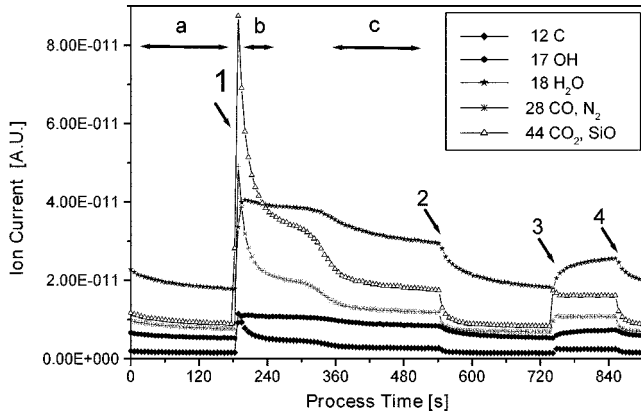 a
b
c
1
2
3
4
12 C
17 OH
18 H₂O
28 CO, N₂
44 CO₂, SiO
8.00E-011
6.00E-011
4.00E-011
2.00E-011
0.00E+000
Ion Current [A.U.]
0
120
240
360
480
600
720
840
Process Time [s]